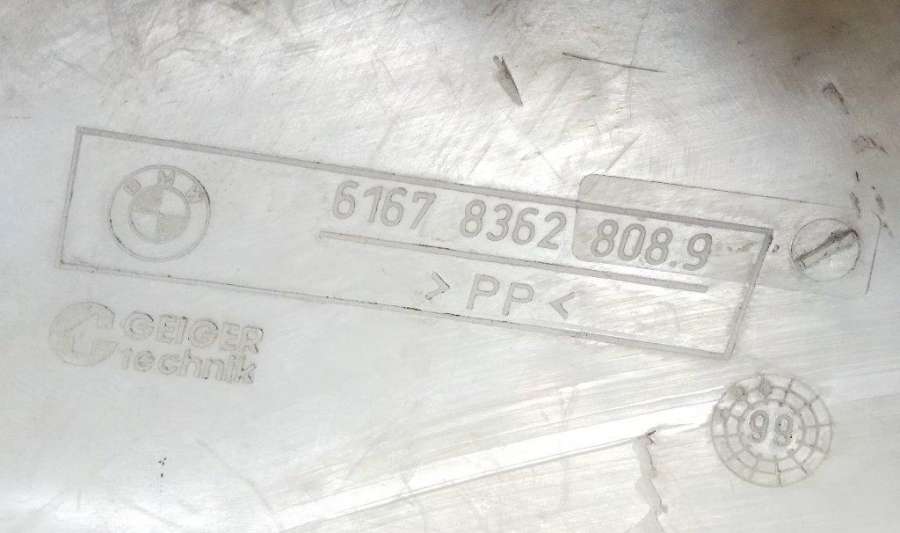 BMW
6167 8362 808.9
>PP<
GEIGER
technik
99